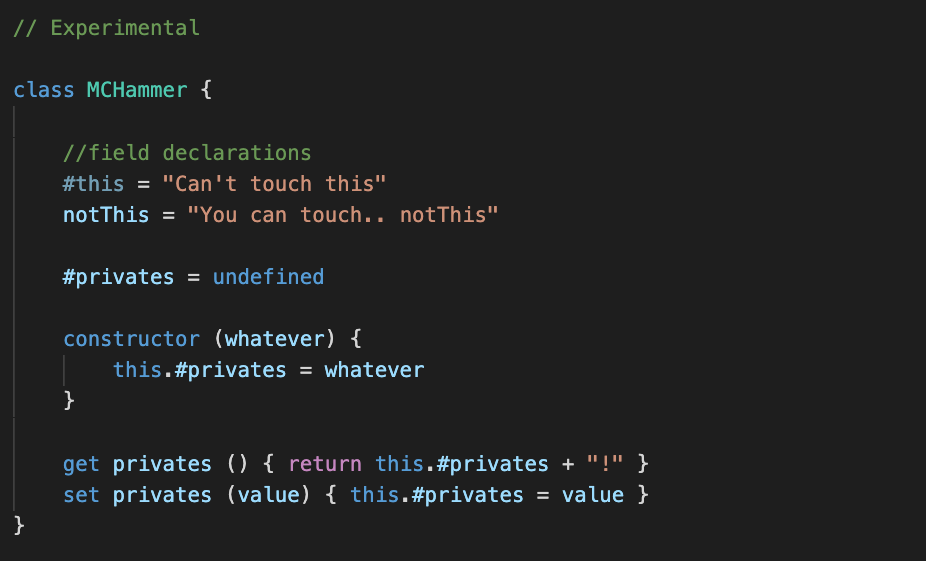 // Experimental
class MCHammer {
//field declarations
#this = "Can't touch this"
notThis = "You can touch.. notThis"
#privates = undefined
constructor (whatever) {
this.#privates = whatever
}
get privates () { return this.#privates + "!" }
set privates (value) { this.#privates = value }
}